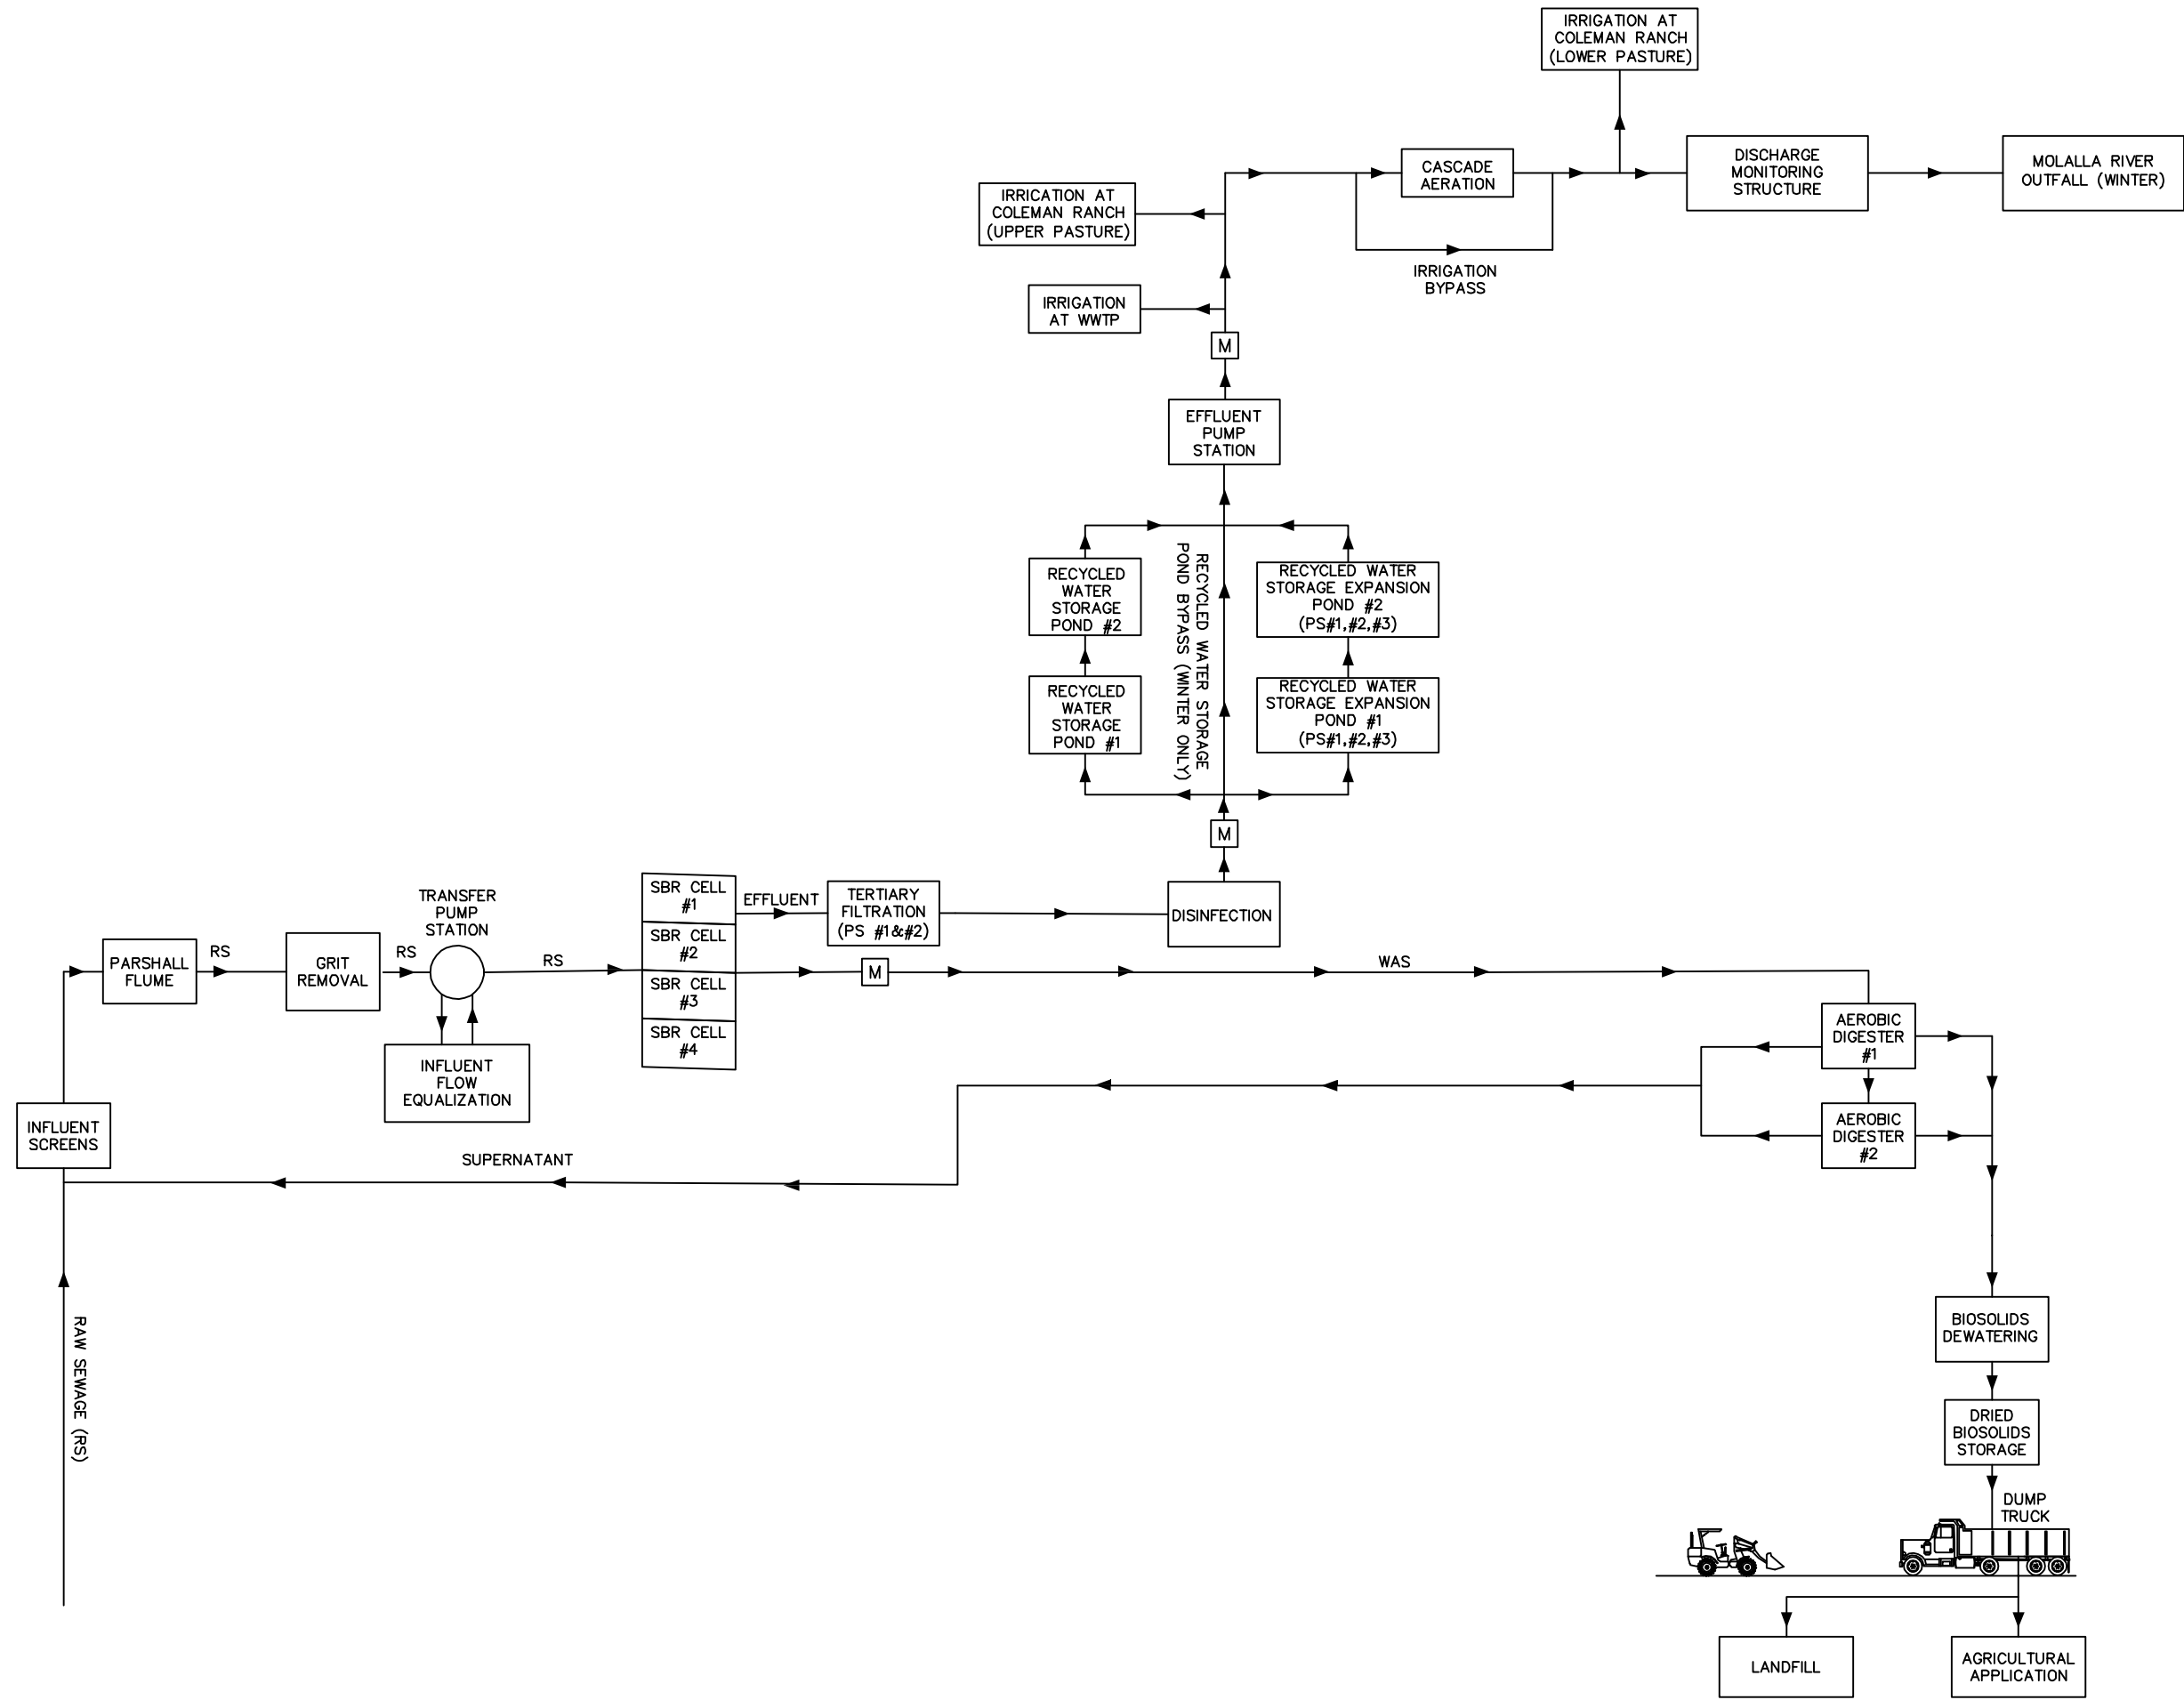 IRRIGATION AT
COLEMAN RANCH
(LOWER PASTURE)
CASCADE
AERATION
DISCHARGE
MONITORING
STRUCTURE
MOLALLA RIVER
OUTFALL (WINTER)
IRRICATION AT
COLEMAN RANCH
(UPPER PASTURE)
IRRIGATION
BYPASS
IRRIGATION
AT WWTP
M
EFFLUENT
PUMP
STATION
RECYCLED
WATER
STORAGE
POND #2
RECYCLED WATER STORAGE
POND BYPASS (WINTER ONLY)
RECYCLED WATER
STORAGE EXPANSION
POND #2
(PS#1,#2,#3)
RECYCLED
WATER
STORAGE
POND #1
RECYCLED WATER
STORAGE EXPANSION
POND #1
(PS#1,#2,#3)
M
TRANSFER
PUMP
STATION
SBR CELL
#1
EFFLUENT
TERTIARY
FILTRATION
(PS #1&#2)
DISINFECTION
PARSHALL
FLUME
RS
GRIT
REMOVAL
RS
RS
SBR CELL
#2
M
WAS
SBR CELL
#3
SBR CELL
#4
INFLUENT
FLOW
EQUALIZATION
AEROBIC
DIGESTER
#1
INFLUENT
SCREENS
AEROBIC
DIGESTER
#2
SUPERNATANT
RAW SEWAGE (RS)
BIOSOLIDS
DEWATERING
DRIED
BIOSOLIDS
STORAGE
DUMP
TRUCK
LANDFILL
AGRICULTURAL
APPLICATION